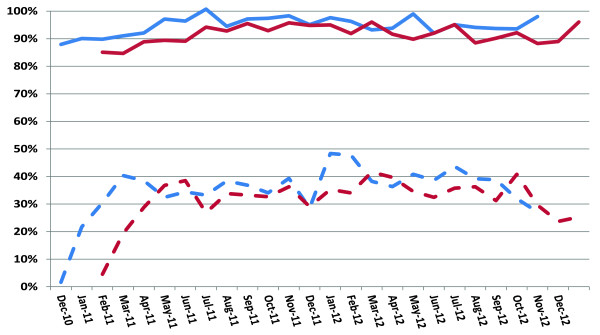 100%
90%
80%
70%
60%
50%
40%
30%
20%
10%
0%
Dec-10
Jan-11
Feb-11
Mar-11
Apr-11
May-11
Jun-11
Jul-11
Aug-11
Sep-11
Oct-11
Nov-11
Dec-11
Jan-12
Feb-12
Mar-12
Apr-12
May-12
Jun-12
Jul-12
Aug-12
Sep-12
Oct-12
Nov-12
Dec-12